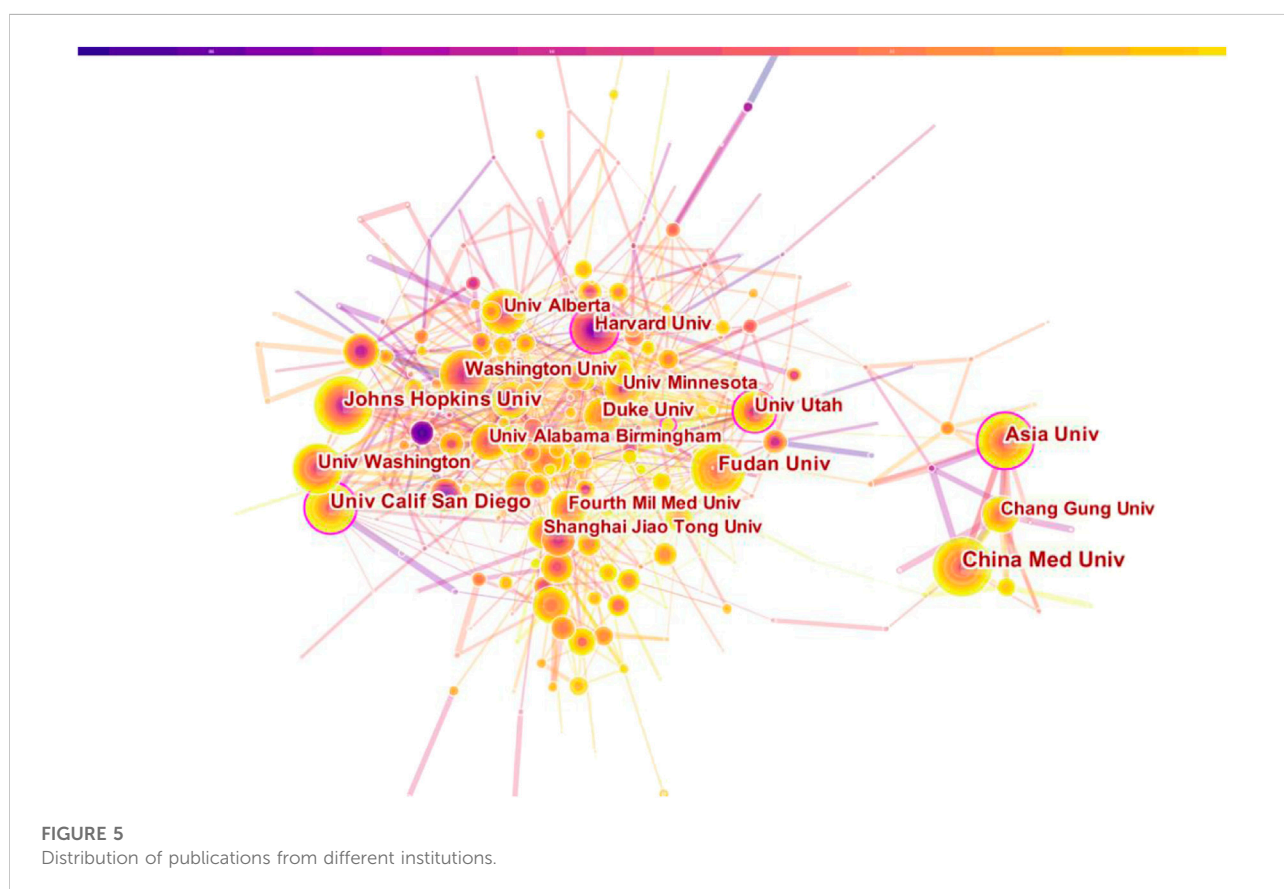 Univ Alberta
Harvard Univ
Washington Univ
Univ Minnesota
Johns Hopkins Univ
Duke Univ
Univ Utah
Univ Alabama Birmingham
Asia Univ
Univ Washington
Fudan Univ
Univ Calif San Diego
Fourth Mil Med Univ
Chang Gung Univ
Shanghai Jiao Tong Univ
China Med Univ
FIGURE 5
Distribution of publications from different institutions.